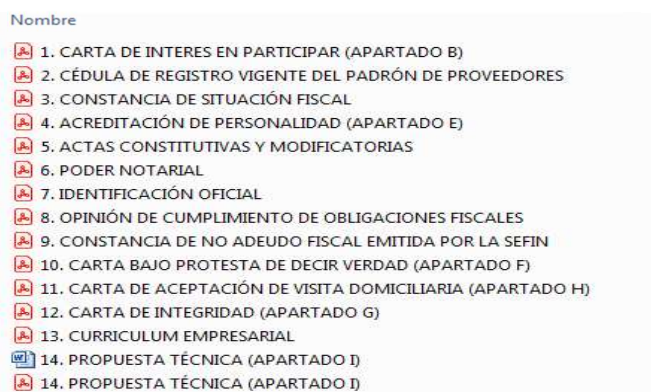 Nombre
1. CARTA DE INTERES EN PARTICIPAR (APARTADO B)
2. CÉDULA DE REGISTRO VIGENTE DEL PADRÓN DE PROVEEDORES
3. CONSTANCIA DE SITUACIÓN FISCAL
4. ACREDITACIÓN DE PERSONALIDAD (APARTADO E)
5. ACTAS CONSTITUTIVAS Y MODIFICATORIAS
6. PODER NOTARIAL
7. IDENTIFICACIÓN OFICIAL
8. OPINIÓN DE CUMPLIMIENTO DE OBLIGACIONES FISCALES
9. CONSTANCIA DE NO ADEUDO FISCAL EMITIDA POR LA SEFIN
10. CARTA BAJO PROTESTA DE DECIR VERDAD (APARTADO F)
11. CARTA DE ACEPTACIÓN DE VISITA DOMICILIARIA (APARTADO H)
12. CARTA DE INTEGRIDAD (APARTADO G)
13. CURRICULUM EMPRESARIAL
14. PROPUESTA TÉCNICA (APARTADO I)
14. PROPUESTA TÉCNICA (APARTADO I)